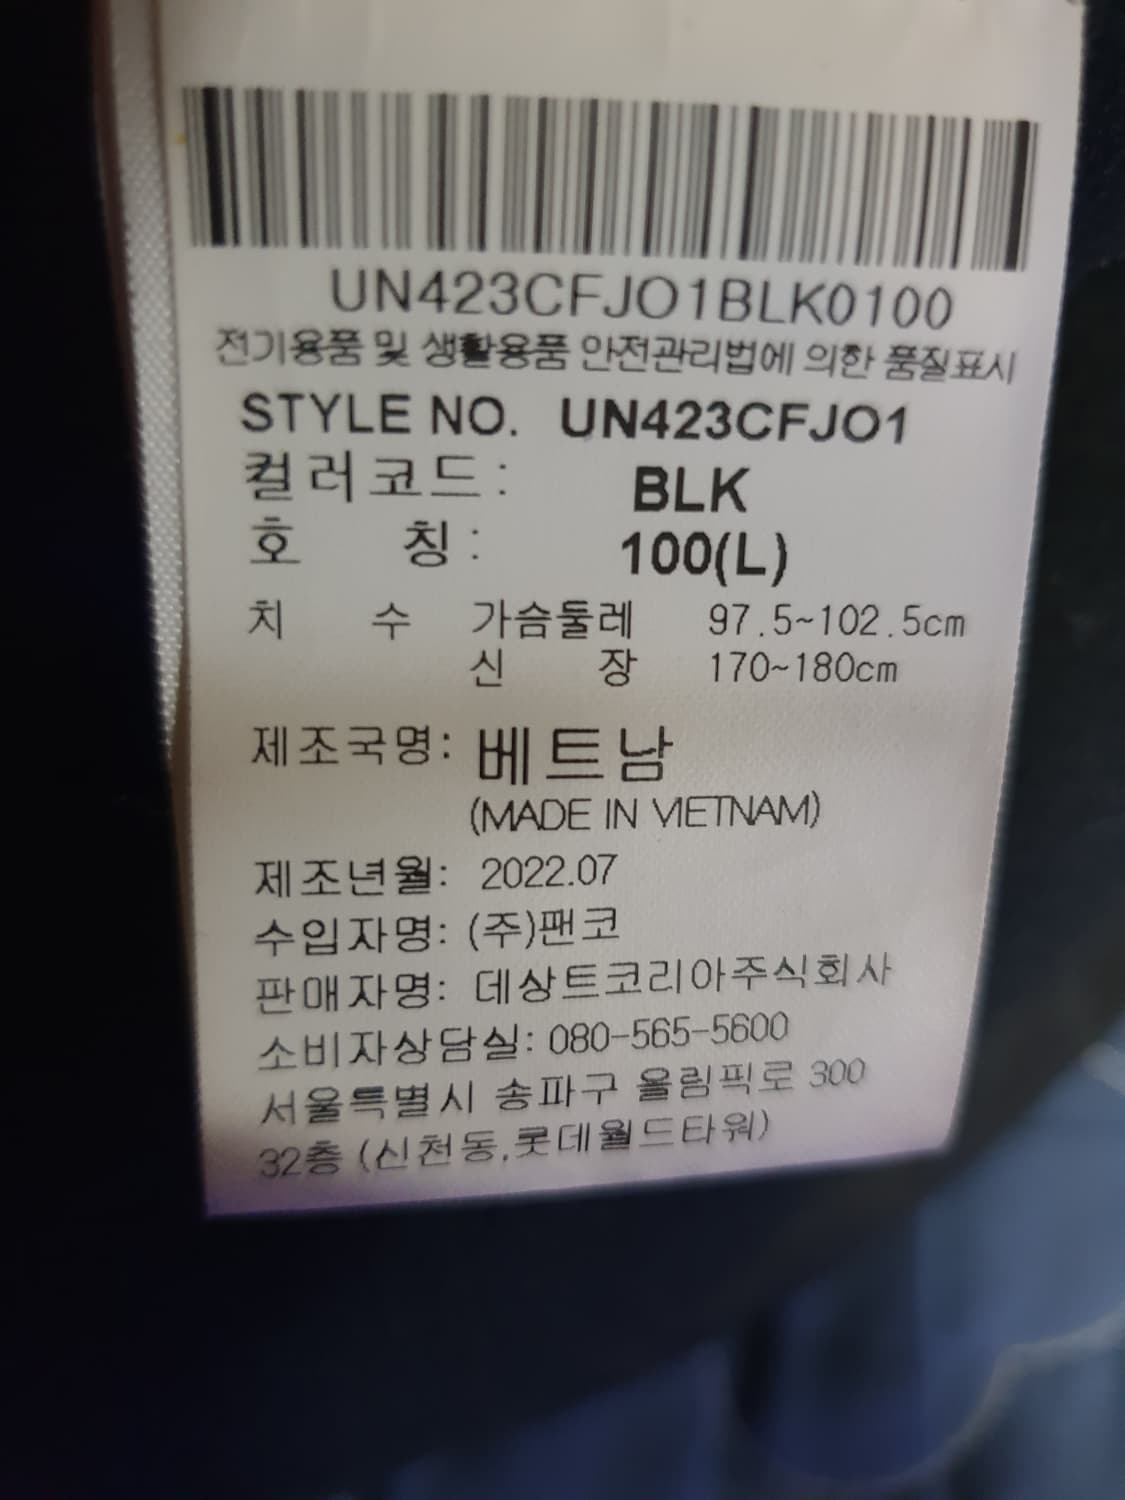 UN423CFJO1BLK0100
전기용품 및 생활용품 안전관리법에 의한 품질표시
STYLE NO. UN423CFJO1
컬러코드: BLK
호 칭: 100(L)
치 수 가슴둘레 97.5~102.5cm
신 장 170~180cm
제조국명: 베트남
(MADE IN VIETNAM)
제조년월: 2022.07
수입자명: (주)팬코
판매자명: 데상트코리아주식회사
소비자상담실: 080-565-5600
서울특별시 송파구 올림픽로 300
32층 (신천동,롯데월드타워)